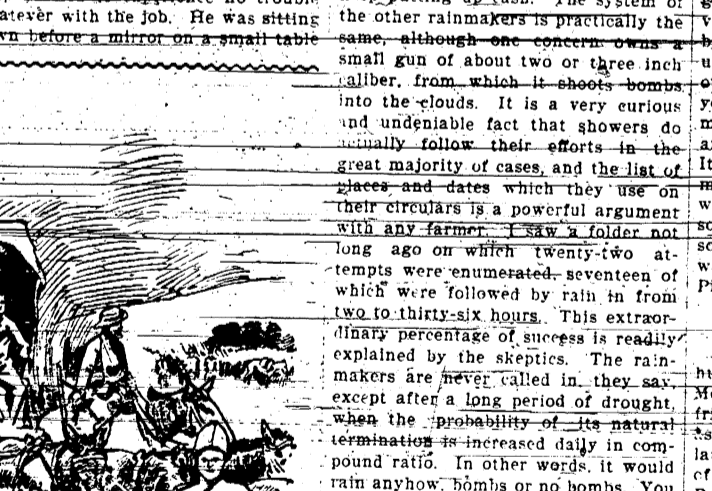 atever with the job. He was sitting
wn before a mirror on a small table
The system of
the other rainmakers is practically the
same, although one concern owns a
small gun of about two or three inch
caliber, from which it shoots bombs
into the clouds. It is a very curious
and undeniable fact that showers do
actually follow their efforts in the
great majority of cases, and the list of
places and dates which they use on
their circulars is a powerful argument
with any farmer. I saw a folder not
long ago on which twenty-two at-
tempts were enumerated, seventeen of
which were followed by rain in from
two to thirty-six hours. This extraor-
dinary percentage of success is readily
explained by the skeptics. The rain-
makers are never called in, they say,
except after a long period of drought,
when the probability of its natural
termination is increased daily in com-
pound ratio. In other words, it would
rain anyhow, bombs or no bombs. You